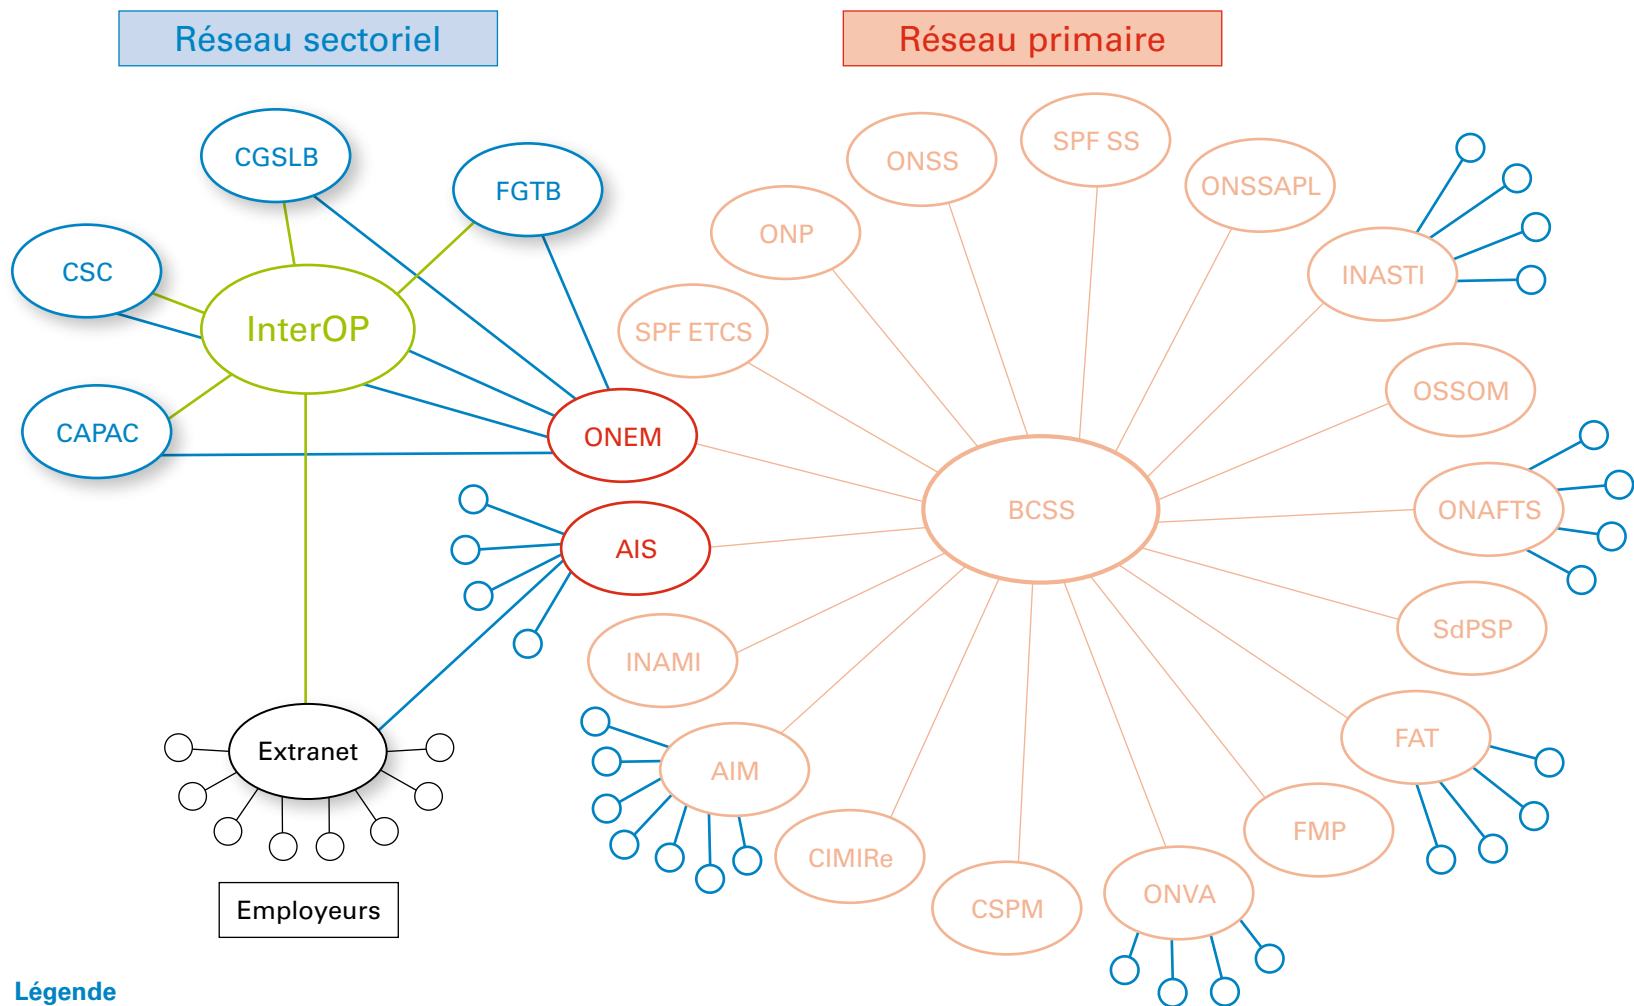 Réseau sectoriel
Réseau primaire
CGSLB
FGTB
CSC
InterOP
CAPAC
ONEM
AIS
Extranet
Employeurs
SPF SS
ONSS
ONSSAPL
ONP
INASTI
SPF ETCS
OSSOM
BCSS
ONAFTS
SdPSP
INAMI
FAT
AIM
FMP
CIMIRe
ONVA
CSPM
Légende